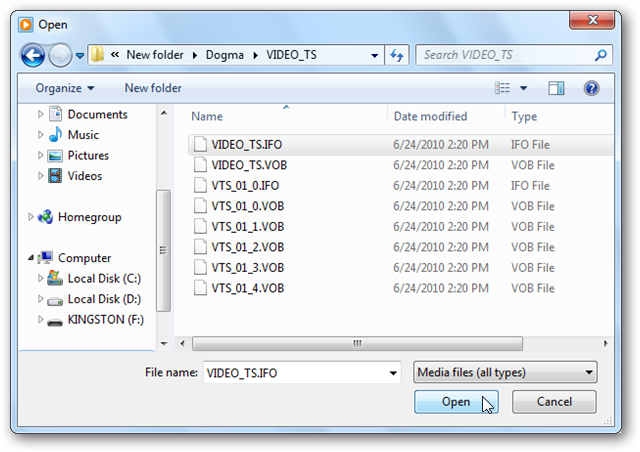 Open
« New folder ▸ Dogma ▸ VIDEO_TS
Search VIDEO_TS
Organize
New folder
Documents
Music
Pictures
Videos
Homegroup
Computer
Local Disk (C:)
Local Disk (D:)
KINGSTON (F:)
Name Date modified Type
VIDEO_TS.IFO 6/24/2010 2:20 PM IFO File
VIDEO_TS.VOB 6/24/2010 2:20 PM VOB File
VTS_01_0.IFO 6/24/2010 2:20 PM IFO File
VTS_01_0.VOB 6/24/2010 2:20 PM VOB File
VTS_01_1.VOB 6/24/2010 2:20 PM VOB File
VTS_01_2.VOB 6/24/2010 2:20 PM VOB File
VTS_01_3.VOB 6/24/2010 2:20 PM VOB File
VTS_01_4.VOB 6/24/2010 2:20 PM VOB File
File name: VIDEO_TS.IFO
Media files (all types)
Open
Cancel